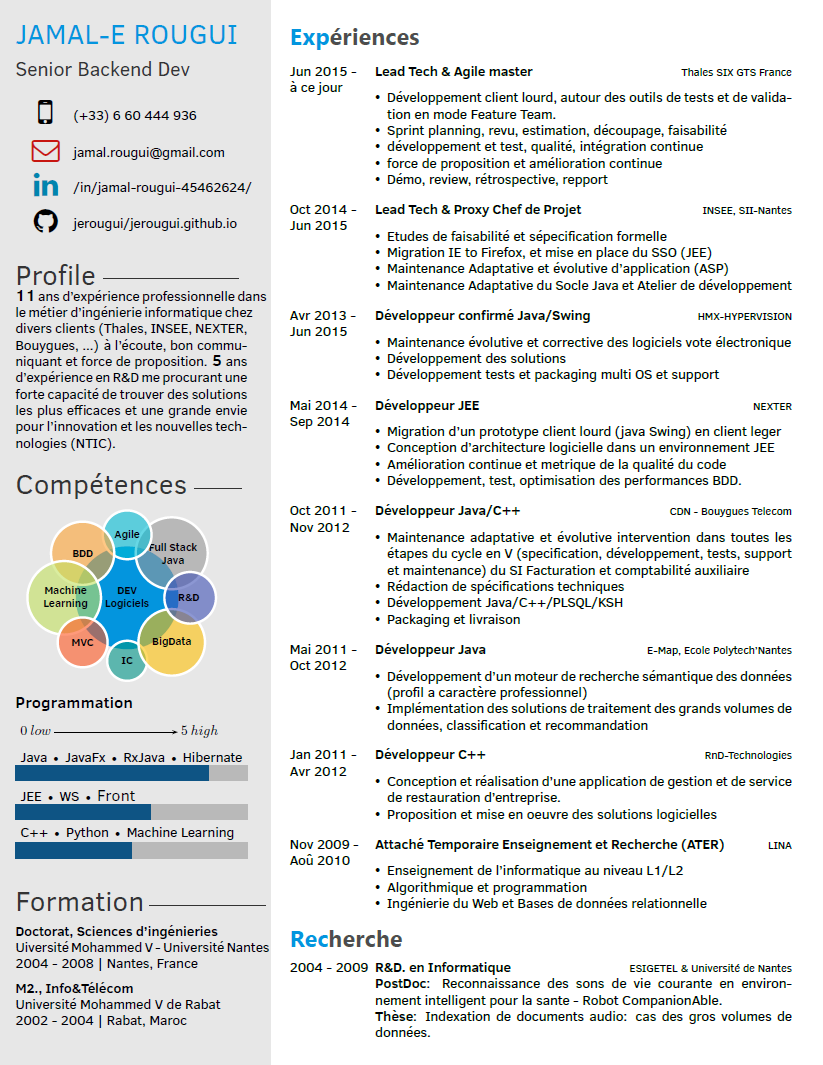 JAMAL-E ROUGUI
Senior Backend Dev
(+33) 6 60 444 936
jamal.rougui@gmail.com
/in/jamal-rougui-45462624/
jerougui/jerougui.github.io
Profile
11 ans d'expérience professionnelle dans
le métier d'ingénierie informatique chez
divers clients (Thales, INSEE, NEXTER,
Bouygues, ...) à l'écoute, bon commu-
niquant et force de proposition. 5 ans
d'expérience en R&D me procurant une
forte capacité de trouver des solutions
les plus efficaces et une grande envie
pour l'innovation et les nouvelles tech-
nologies (NTIC).
Compétences
Agile
BDD
Full Stack
Java
Machine
Learning
DEV
Logiciels
R&D
MVC
BigData
IC
Programmation
0 low 5 high
Java • JavaFx • RxJava • Hibernate
JEE • WS • Front
C++ • Python • Machine Learning
Formation
Doctorat, Sciences d'ingénieries
Uiversité Mohammed V - Université Nantes
2004 - 2008 | Nantes, France
M2., Info&Télécom
Université Mohammed V de Rabat
2002 - 2004 | Rabat, Maroc
Expériences
Jun 2015 - Lead Tech & Agile master Thales SIX GTS France
à ce jour
• Développement client lourd, autour des outils de tests et de valida-
tion en mode Feature Team.
• Sprint planning, revu, estimation, découpage, faisabilité
• développement et test, qualité, intégration continue
• force de proposition et amélioration continue
• Démo, review, rétrospective, repport
Oct 2014 - Lead Tech & Proxy Chef de Projet INSEE, SII-Nantes
Jun 2015
• Etudes de faisabilité et sépecification formelle
• Migration IE to Firefox, et mise en place du SSO (JEE)
• Maintenance Adaptative et évolutive d'application (ASP)
• Maintenance Adaptative du Socle Java et Atelier de développement
Avr 2013 - Développeur confirmé Java/Swing HMX-HYPERVISION
Jun 2015
• Maintenance évolutive et corrective des logiciels vote électronique
• Développement des solutions
• Développement tests et packaging multi OS et support
Mai 2014 - Développeur JEE NEXTER
Sep 2014
• Migration d'un prototype client lourd (java Swing) en client leger
• Conception d'architecture logicielle dans un environnement JEE
• Amélioration continue et metrique de la qualité du code
• Développement, test, optimisation des performances BDD.
Oct 2011 - Développeur Java/C++ CDN - Bouygues Telecom
Nov 2012
• Maintenance adaptative et évolutive intervention dans toutes les
étapes du cycle en V (specification, développement, tests, support
et maintenance) du SI Facturation et comptabilité auxiliaire
• Rédaction de spécifications techniques
• Développement Java/C++/PLSQL/KSH
• Packaging et livraison
Mai 2011 - Développeur Java E-Map, Ecole Polytech'Nantes
Oct 2012
• Développement d'un moteur de recherche sémantique des données
(profil a caractère professionnel)
• Implémentation des solutions de traitement des grands volumes de
données, classification et recommandation
Jan 2011 - Développeur C++ RnD-Technologies
Avr 2012
• Conception et réalisation d'une application de gestion et de service
de restauration d'entreprise.
• Proposition et mise en oeuvre des solutions logicielles
Nov 2009 - Attaché Temporaire Enseignement et Recherche (ATER) LINA
Aoû 2010
• Enseignement de l'informatique au niveau L1/L2
• Algorithmique et programmation
• Ingénierie du Web et Bases de données relationnelle
Recherche
2004 - 2009 R&D. en Informatique ESIGETEL & Université de Nantes
PostDoc: Reconnaissance des sons de vie courante en environ-
nement intelligent pour la sante - Robot CompanionAble.
Thèse: Indexation de documents audio: cas des gros volumes de
données.